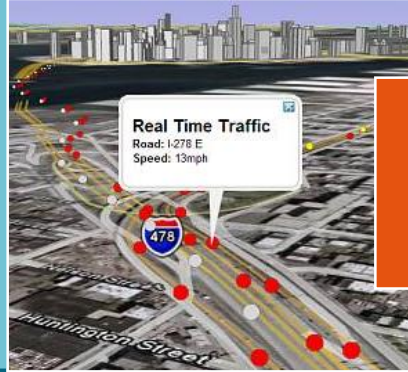 Real Time Traffic
Road: I-278 E
Speed: 13mph
478
Huntington Street